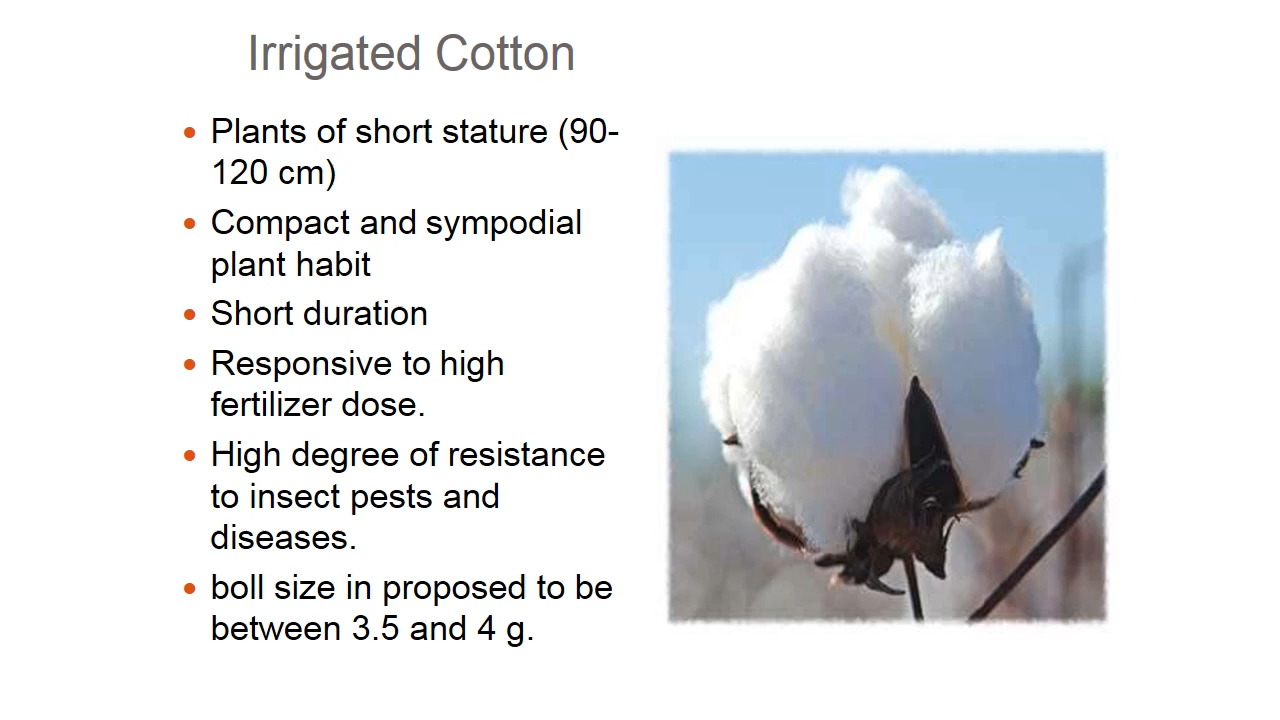 Irrigated Cotton
• Plants of short stature (90-
120 cm)
• Compact and sympodial
plant habit
• Short duration
• Responsive to high
fertilizer dose.
• High degree of resistance
to insect pests and
diseases.
• boll size in proposed to be
between 3.5 and 4 g.